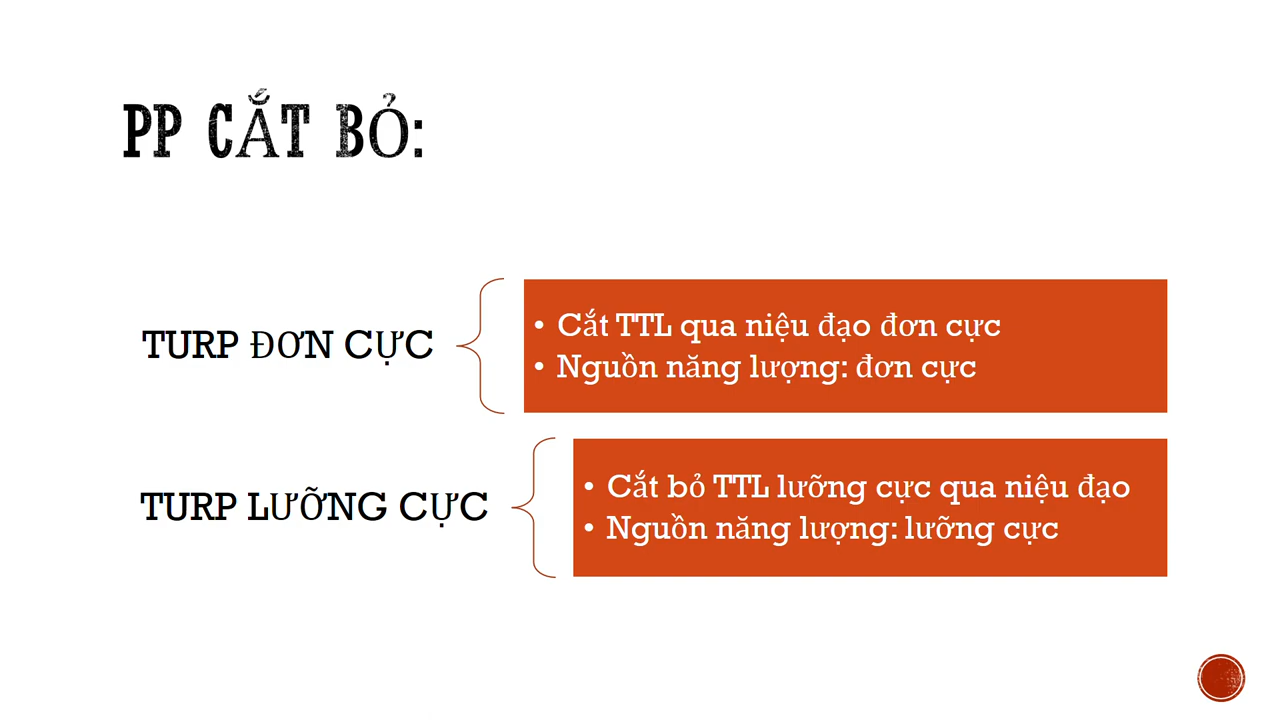 PP CẮT BỎ:
TURP ĐƠN CỰC
• Cắt TTL qua niệu đạo đơn cực
• Nguồn năng lượng: đơn cực
TURP LƯỠNG CỰC
• Cắt bỏ TTL lưỡng cực qua niệu đạo
• Nguồn năng lượng: lưỡng cực